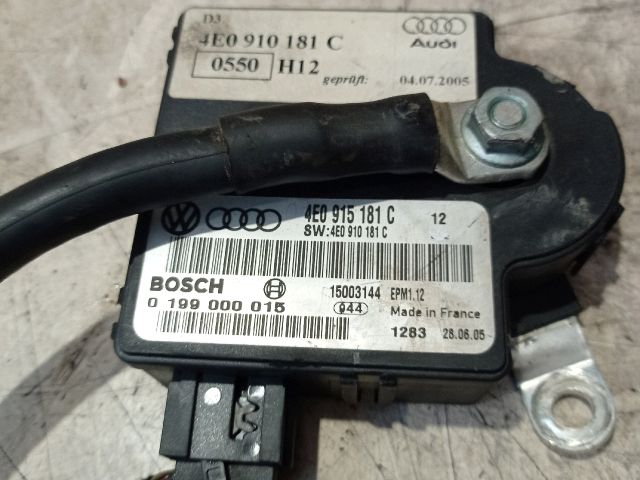 D3
4E0 910 181 C
Audi
0550 H12
geprüft: 04.07.2005
4E0 915 181 C 12
SW:4E0 910 181 C
BOSCH
15003144 EPM1.12
0 199 000 015
944 Made in France
1283 28.06.05